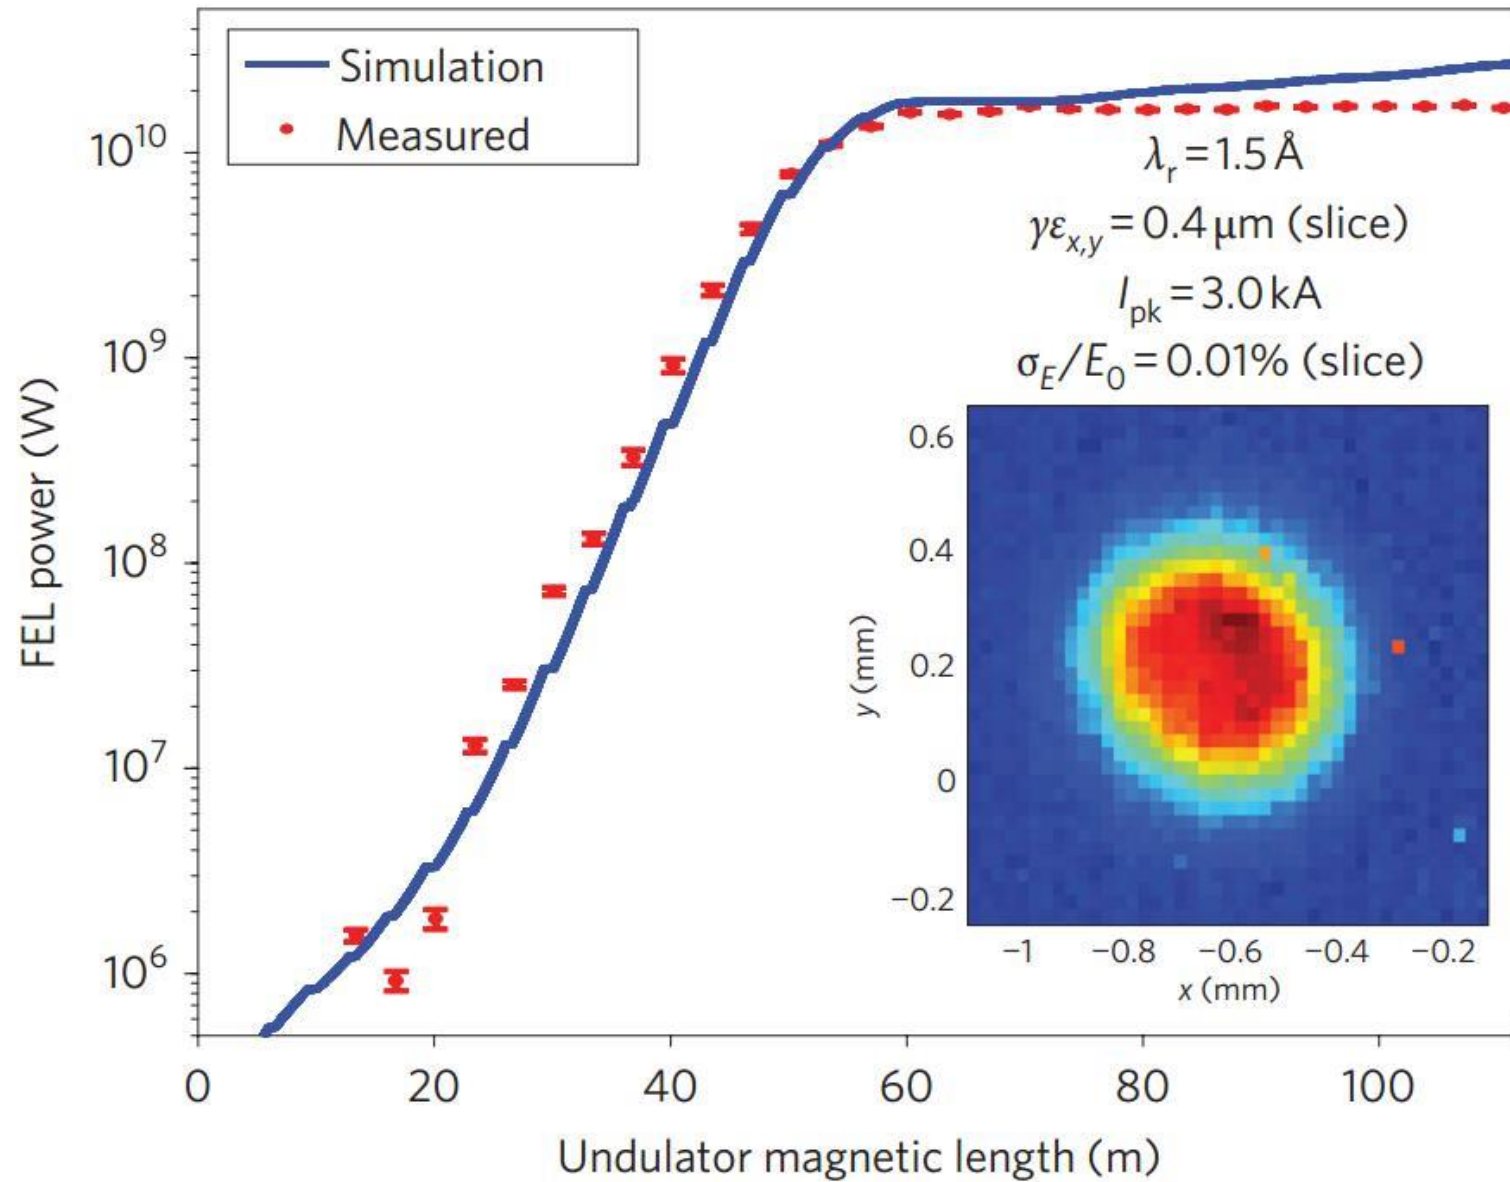 Simulation
Measured
10¹⁰
10⁹
10⁸
10⁷
10⁶
FEL power (W)
0 20 40 60 80 100
Undulator magnetic length (m)
λᵣ = 1.5 Å
γεₓ,ᵧ = 0.4 μm (slice)
Iₚₖ = 3.0 kA
σ_E/E₀ = 0.01% (slice)
0.6
0.4
0.2
0
−0.2
y (mm)
−1 −0.8 −0.6 −0.4 −0.2
x (mm)